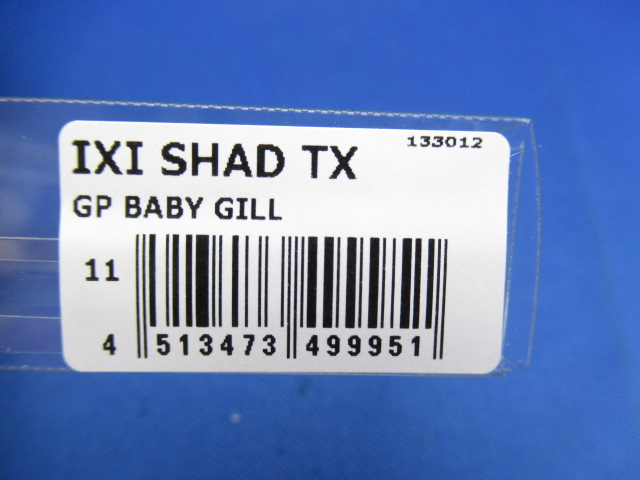 IXI SHAD TX 133012
GP BABY GILL
11
4 513473 499951